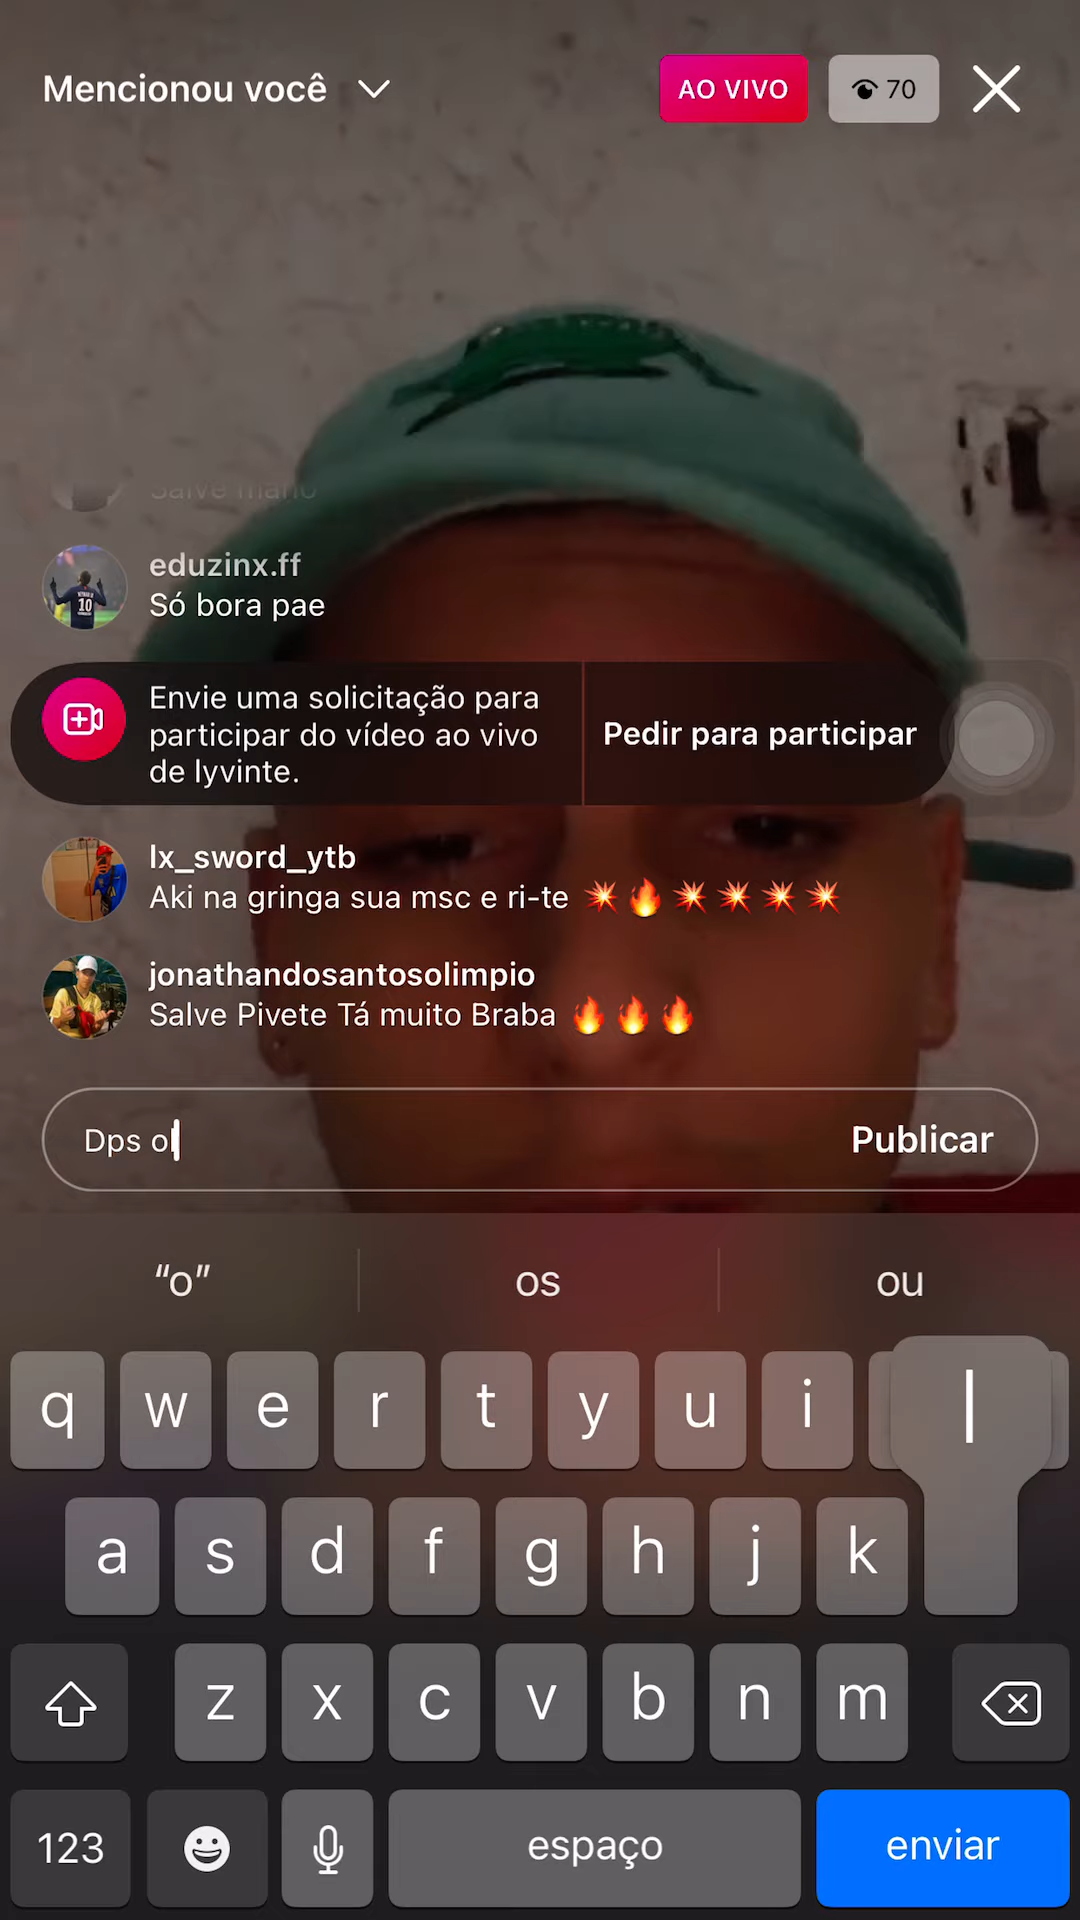 Mencionou você
AO VIVO
70
Salve mano
eduzinx.ff
Só bora pae
Envie uma solicitação para
participar do vídeo ao vivo
de lyvinte.
Pedir para participar
lx_sword_ytb
Aki na gringa sua msc e ri-te 💥🔥💥💥💥💥
jonathandosantosolimpio
Salve Pivete Tá muito Braba 🔥🔥🔥
Dps o
Publicar
“o”
os
ou
q w e r t y u i
l
a s d f g h j k
z x c v b n m
123
espaço
enviar